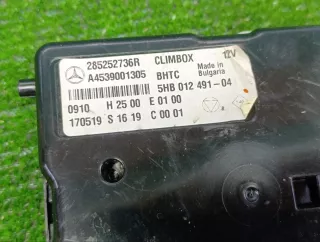 285252736R CLIMBOX 12V
A4539001305 BHTC Made in Bulgaria
5HB 012 491-04
0910 H 25 00 E 01 00
170519 S 16 19 C 00 01